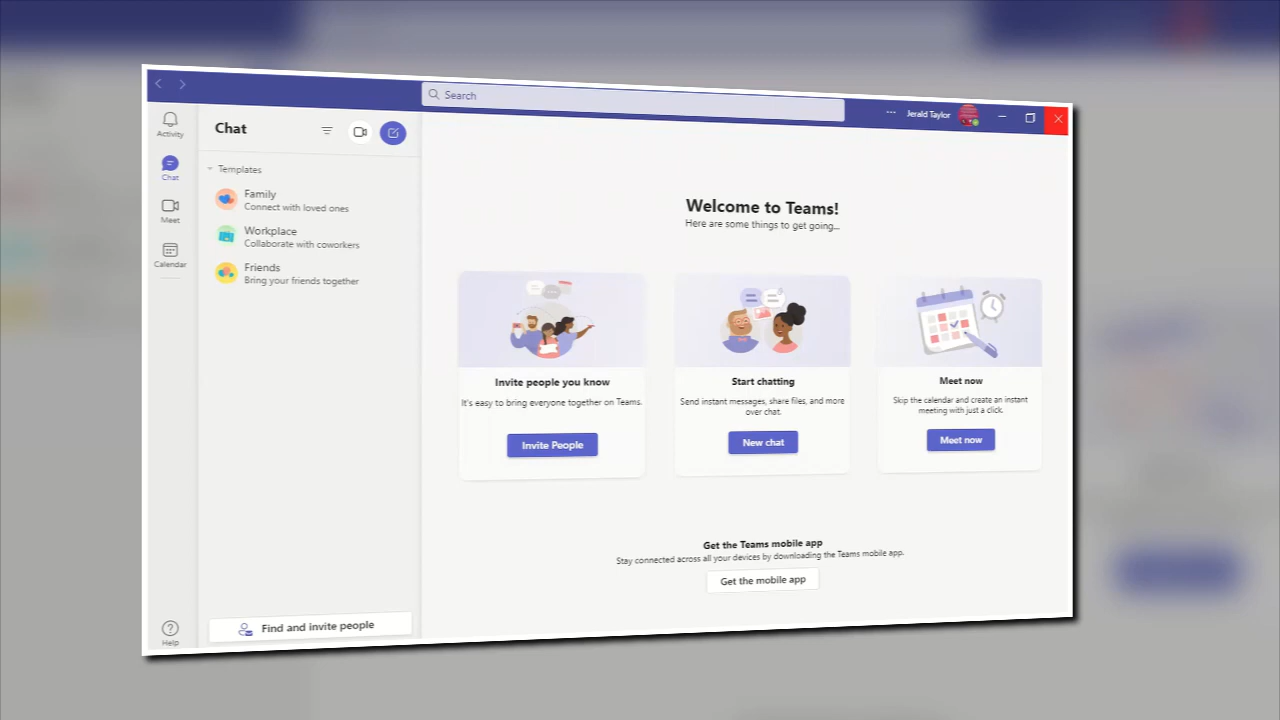 Search
Jerald Taylor
Activity
Chat
Meet
Calendar
Help
Chat
Templates
Family
Connect with loved ones
Workplace
Collaborate with coworkers
Friends
Bring your friends together
Find and invite people
Welcome to Teams!
Here are some things to get going...
Invite people you know
It's easy to bring everyone together on Teams.
Invite People
Start chatting
Send instant messages, share files, and more
over chat.
New chat
Meet now
Skip the calendar and create an instant
meeting with just a click.
Meet now
Get the Teams mobile app
Stay connected across all your devices by downloading the Teams mobile app.
Get the mobile app